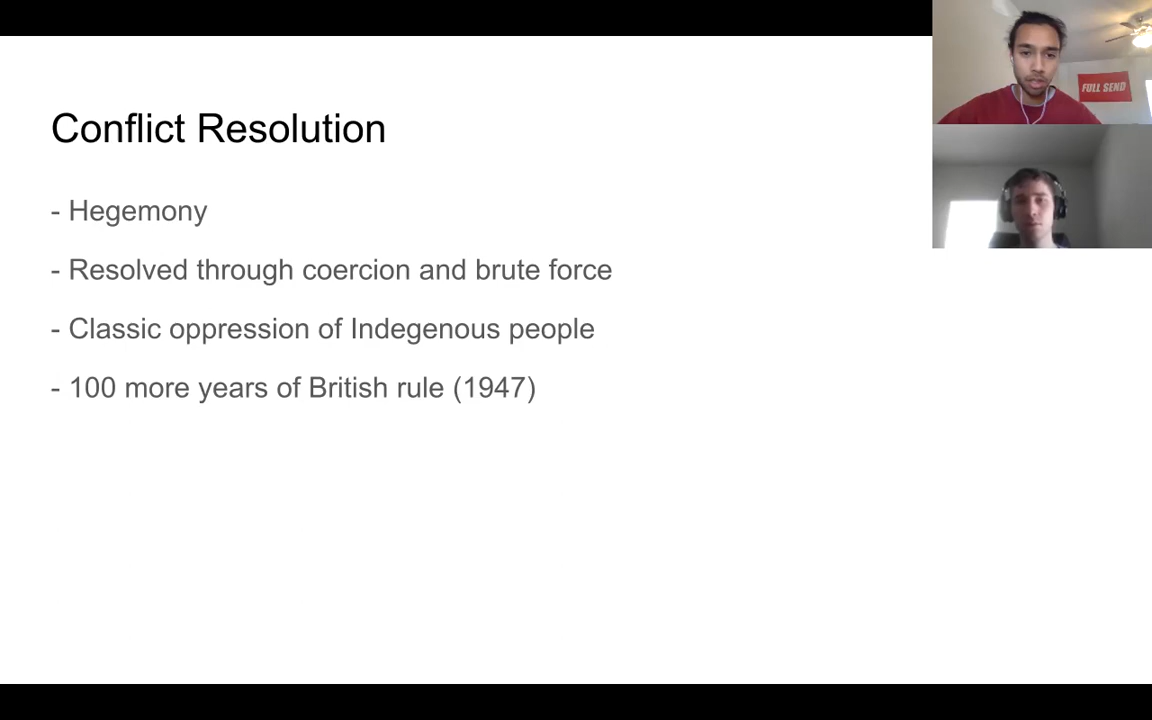 Conflict Resolution
- Hegemony
- Resolved through coercion and brute force
- Classic oppression of Indegenous people
- 100 more years of British rule (1947)
FULL SEND